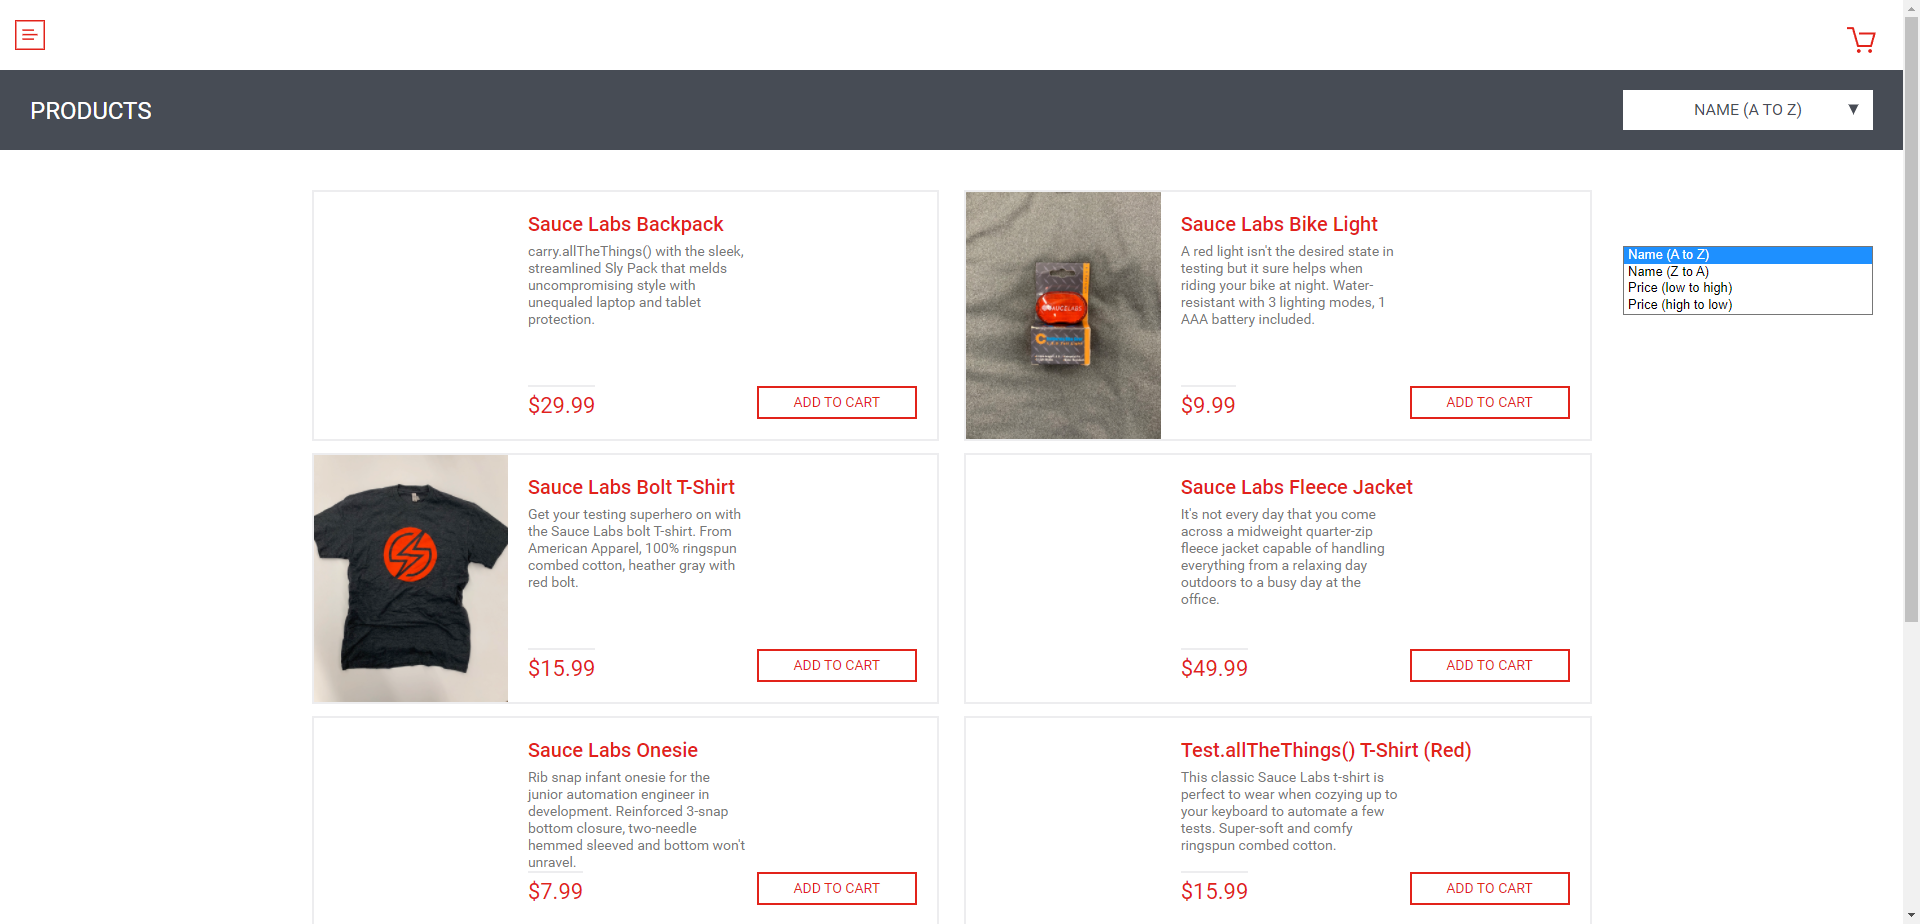 PRODUCTS
NAME (A TO Z)
Name (A to Z)
Name (Z to A)
Price (low to high)
Price (high to low)
Sauce Labs Backpack
carry.allTheThings() with the sleek,
streamlined Sly Pack that melds
uncompromising style with
unequaled laptop and tablet
protection.
$29.99
ADD TO CART
Sauce Labs Bike Light
A red light isn't the desired state in
testing but it sure helps when
riding your bike at night. Water-
resistant with 3 lighting modes, 1
AAA battery included.
$9.99
ADD TO CART
Sauce Labs Bolt T-Shirt
Get your testing superhero on with
the Sauce Labs bolt T-shirt. From
American Apparel, 100% ringspun
combed cotton, heather gray with
red bolt.
$15.99
ADD TO CART
Sauce Labs Fleece Jacket
It's not every day that you come
across a midweight quarter-zip
fleece jacket capable of handling
everything from a relaxing day
outdoors to a busy day at the
office.
$49.99
ADD TO CART
Sauce Labs Onesie
Rib snap infant onesie for the
junior automation engineer in
development. Reinforced 3-snap
bottom closure, two-needle
hemmed sleeved and bottom won't
unravel.
$7.99
ADD TO CART
Test.allTheThings() T-Shirt (Red)
This classic Sauce Labs t-shirt is
perfect to wear when cozying up to
your keyboard to automate a few
tests. Super-soft and comfy
ringspun combed cotton.
$15.99
ADD TO CART